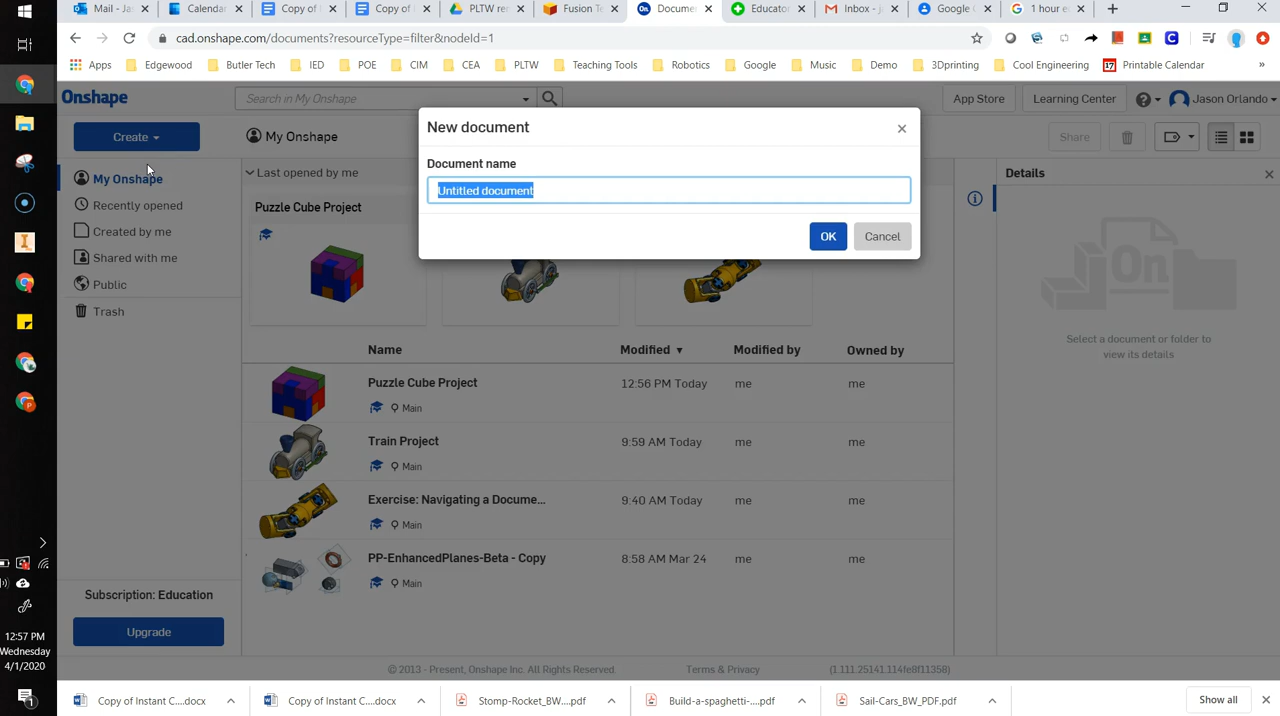 Mail - Ja
Calendar
Copy of
Copy of
PLTW re
Fusion Te
Documen
Educator
Inbox - j
Google C
1 hour e
cad.onshape.com/documents?resourceType=filter&nodeId=1
Apps
Edgewood
Butler Tech
IED
POE
CIM
CEA
PLTW
Teaching Tools
Robotics
Google
Music
Demo
3Dprinting
Cool Engineering
17
Printable Calendar
»
Onshape
Search in My Onshape
App Store
Learning Center
Jason Orlando
Create
My Onshape
Share
New document
Document name
Untitled document
OK
Cancel
My Onshape
Recently opened
Created by me
Shared with me
Public
Trash
Last opened by me
Puzzle Cube Project
Details
Select a document or folder to
view its details
Name Modified Modified by Owned by
Puzzle Cube Project 12:56 PM Today me me
Main
Train Project 9:59 AM Today me me
Main
Exercise: Navigating a Docume... 9:40 AM Today me me
Main
PP-EnhancedPlanes-Beta - Copy 8:58 AM Mar 24 me me
Main
Subscription: Education
Upgrade
© 2013 - Present, Onshape Inc. All Rights Reserved.
Terms & Privacy
(1.111.25141.114fe8f11358)
12:57 PM
Wednesday
4/1/2020
1
Copy of Instant C....docx
Copy of Instant C....docx
Stomp-Rocket_BW....pdf
Build-a-spaghetti-....pdf
Sail-Cars_BW_PDF.pdf
Show all